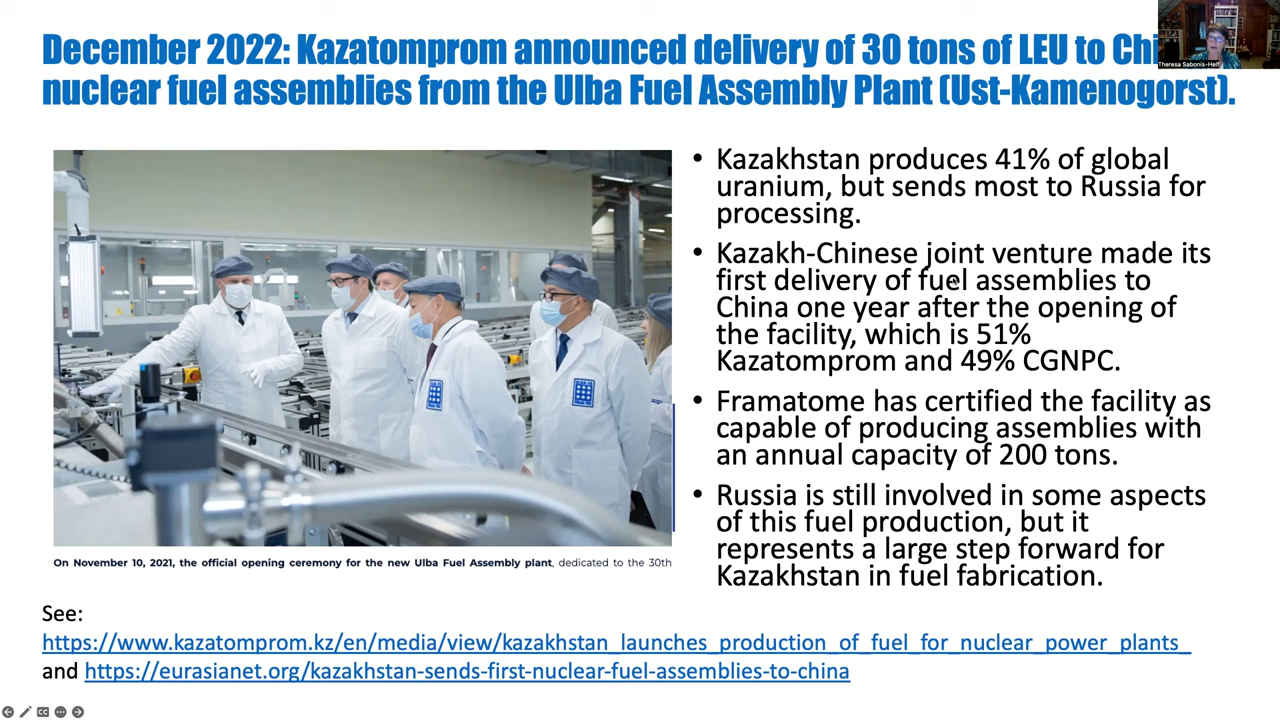 December 2022: Kazatomprom announced delivery of 30 tons of LEU to
nuclear fuel assemblies from the Ulba Fuel Assembly Plant (Ust-Kamenogorst).
Theresa Sabonis-Helf
• Kazakhstan produces 41% of global
uranium, but sends most to Russia for
processing.
• Kazakh-Chinese joint venture made its
first delivery of fuel assemblies to
China one year after the opening of
the facility, which is 51%
Kazatomprom and 49% CGNPC.
• Framatome has certified the facility as
capable of producing assemblies with
an annual capacity of 200 tons.
• Russia is still involved in some aspects
of this fuel production, but it
represents a large step forward for
Kazakhstan in fuel fabrication.
On November 10, 2021, the official opening ceremony for the new Ulba Fuel Assembly plant, dedicated to the 30th
See:
https://www.kazatomprom.kz/en/media/view/kazakhstan_launches_production_of_fuel_for_nuclear_power_plants_
and https://eurasianet.org/kazakhstan-sends-first-nuclear-fuel-assemblies-to-china
CC